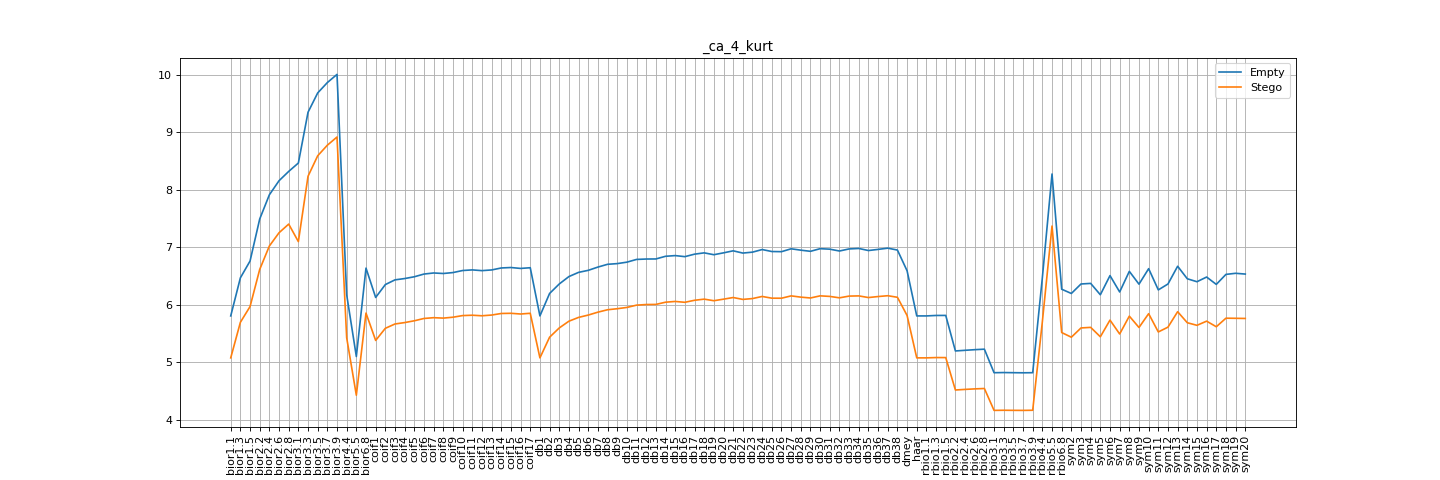 _ca_4_kurt
Empty
Stego
10
9
8
7
6
5
4
bior1.1
bior1.3
bior1.5
bior2.2
bior2.4
bior2.6
bior2.8
bior3.1
bior3.3
bior3.5
bior3.7
bior3.9
bior4.4
bior5.5
bior6.8
coif1
coif2
coif3
coif4
coif5
coif6
coif7
coif8
coif9
coif10
coif11
coif12
coif13
coif14
coif15
coif16
coif17
db1
db2
db3
db4
db5
db6
db7
db8
db9
db10
db11
db12
db13
db14
db15
db16
db17
db18
db19
db20
db21
db22
db23
db24
db25
db26
db27
db28
db29
db30
db31
db32
db33
db34
db35
db36
db37
db38
dmey
haar
rbio1.1
rbio1.3
rbio1.5
rbio2.2
rbio2.4
rbio2.6
rbio2.8
rbio3.1
rbio3.3
rbio3.5
rbio3.7
rbio3.9
rbio4.4
rbio5.5
rbio6.8
sym2
sym3
sym4
sym5
sym6
sym7
sym8
sym9
sym10
sym11
sym12
sym13
sym14
sym15
sym16
sym17
sym18
sym19
sym20